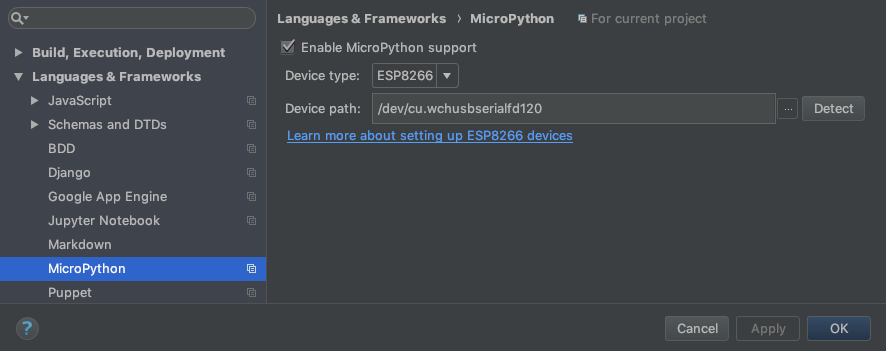 Build, Execution, Deployment
Languages & Frameworks
JavaScript
Schemas and DTDs
BDD
Django
Google App Engine
Jupyter Notebook
Markdown
MicroPython
Puppet
Languages & Frameworks › MicroPython For current project
Enable MicroPython support
Device type: ESP8266
Device path: /dev/cu.wchusbserialfd120 ... Detect
Learn more about setting up ESP8266 devices
? Cancel Apply OK